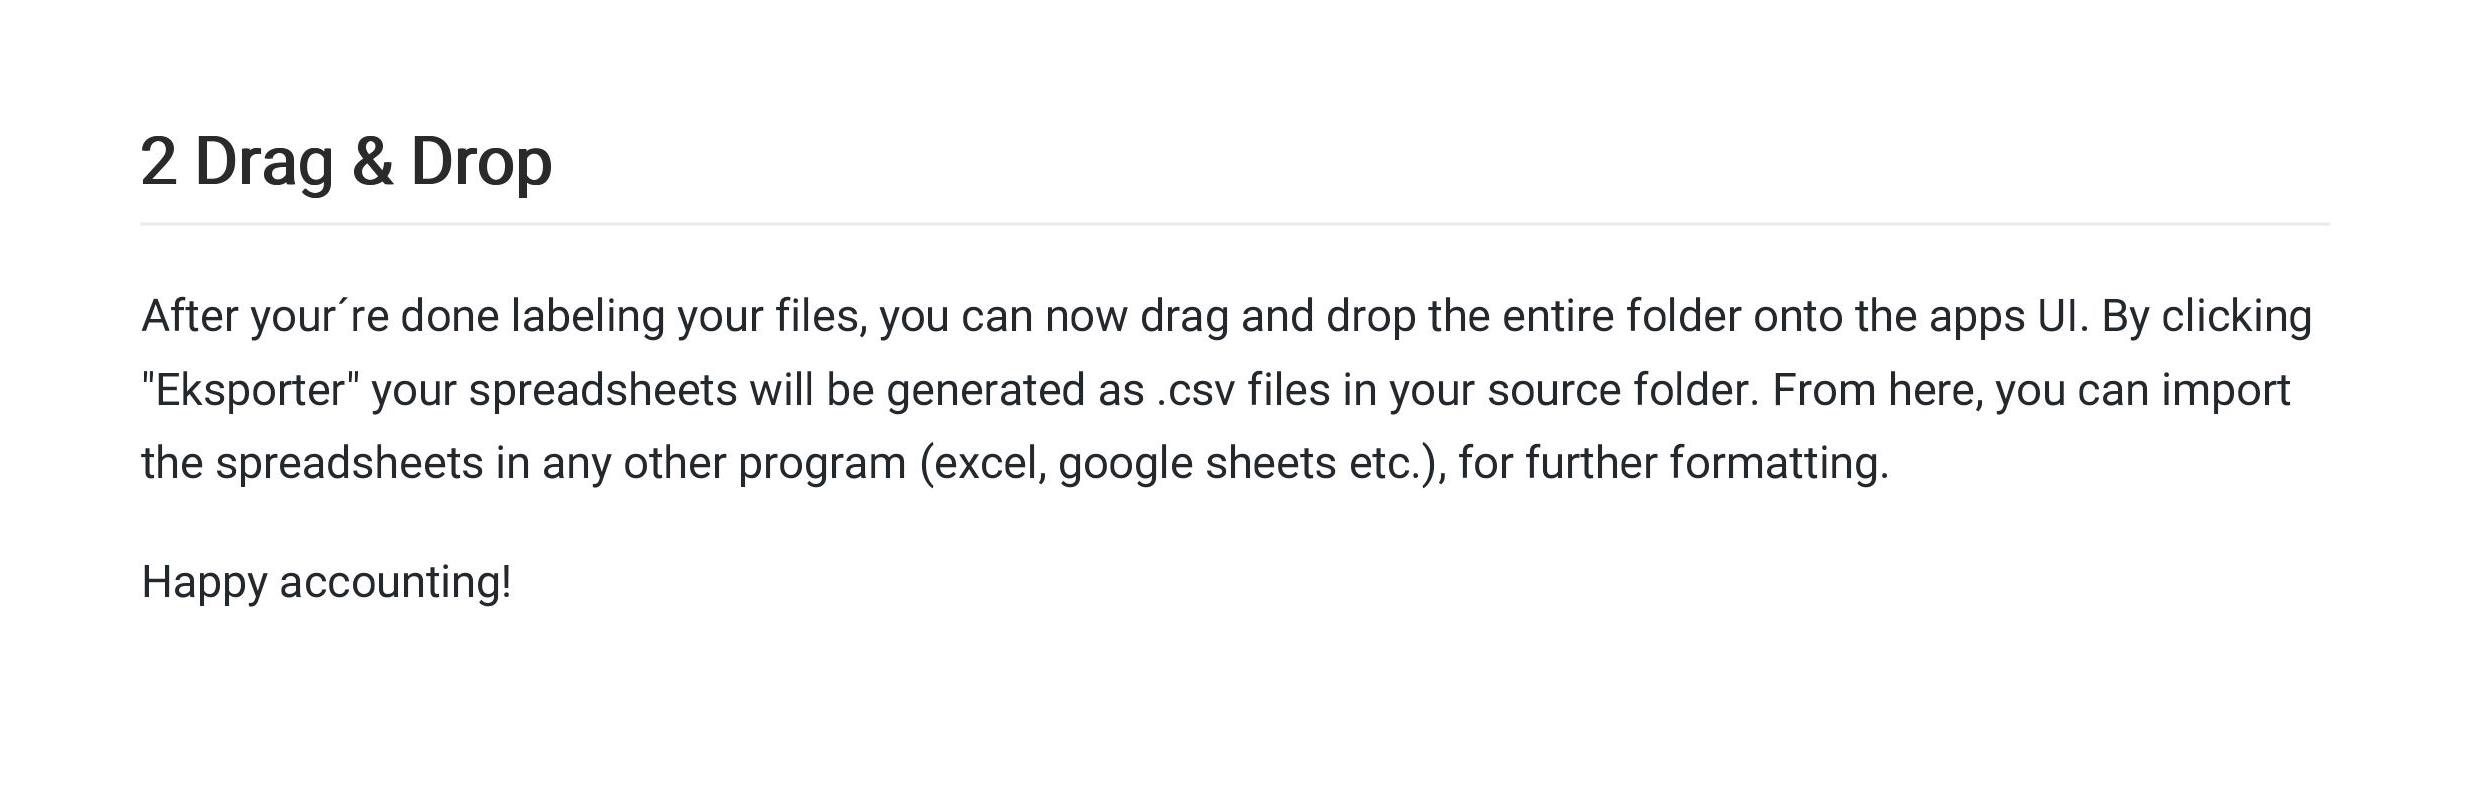 2 Drag & Drop
After your´re done labeling your files, you can now drag and drop the entire folder onto the apps UI. By clicking
"Eksporter" your spreadsheets will be generated as .csv files in your source folder. From here, you can import
the spreadsheets in any other program (excel, google sheets etc.), for further formatting.
Happy accounting!